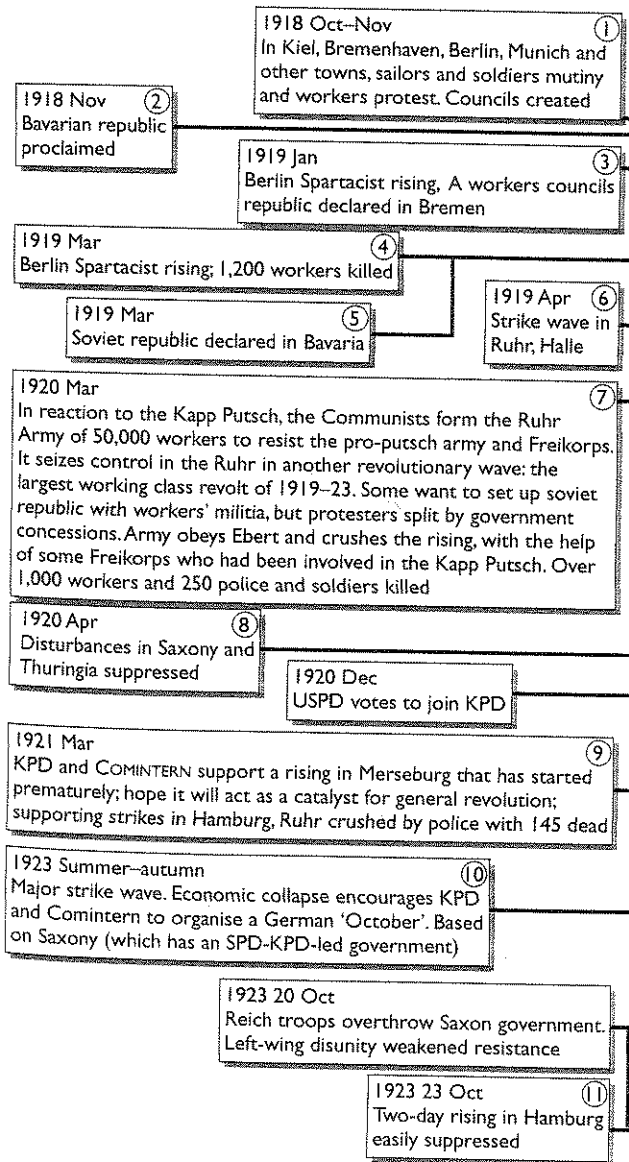 1918 Oct–Nov ①
In Kiel, Bremenhaven, Berlin, Munich and
other towns, sailors and soldiers mutiny
and workers protest. Councils created
1918 Nov ②
Bavarian republic
proclaimed
1919 Jan ③
Berlin Spartacist rising, A workers councils
republic declared in Bremen
1919 Mar ④
Berlin Spartacist rising; 1,200 workers killed
1919 Mar ⑤
Soviet republic declared in Bavaria
1919 Apr ⑥
Strike wave in
Ruhr, Halle
1920 Mar ⑦
In reaction to the Kapp Putsch, the Communists form the Ruhr
Army of 50,000 workers to resist the pro-putsch army and Freikorps.
It seizes control in the Ruhr in another revolutionary wave: the
largest working class revolt of 1919–23. Some want to set up soviet
republic with workers' militia, but protesters split by government
concessions. Army obeys Ebert and crushes the rising, with the help
of some Freikorps who had been involved in the Kapp Putsch. Over
1,000 workers and 250 police and soldiers killed
1920 Apr ⑧
Disturbances in Saxony and
Thuringia suppressed
1920 Dec
USPD votes to join KPD
1921 Mar ⑨
KPD and COMINTERN support a rising in Merseburg that has started
prematurely; hope it will act as a catalyst for general revolution;
supporting strikes in Hamburg, Ruhr crushed by police with 145 dead
1923 Summer–autumn ⑩
Major strike wave. Economic collapse encourages KPD
and Comintern to organise a German 'October'. Based
on Saxony (which has an SPD-KPD-led government)
1923 20 Oct
Reich troops overthrow Saxon government.
Left-wing disunity weakened resistance
1923 23 Oct ⑪
Two-day rising in Hamburg
easily suppressed